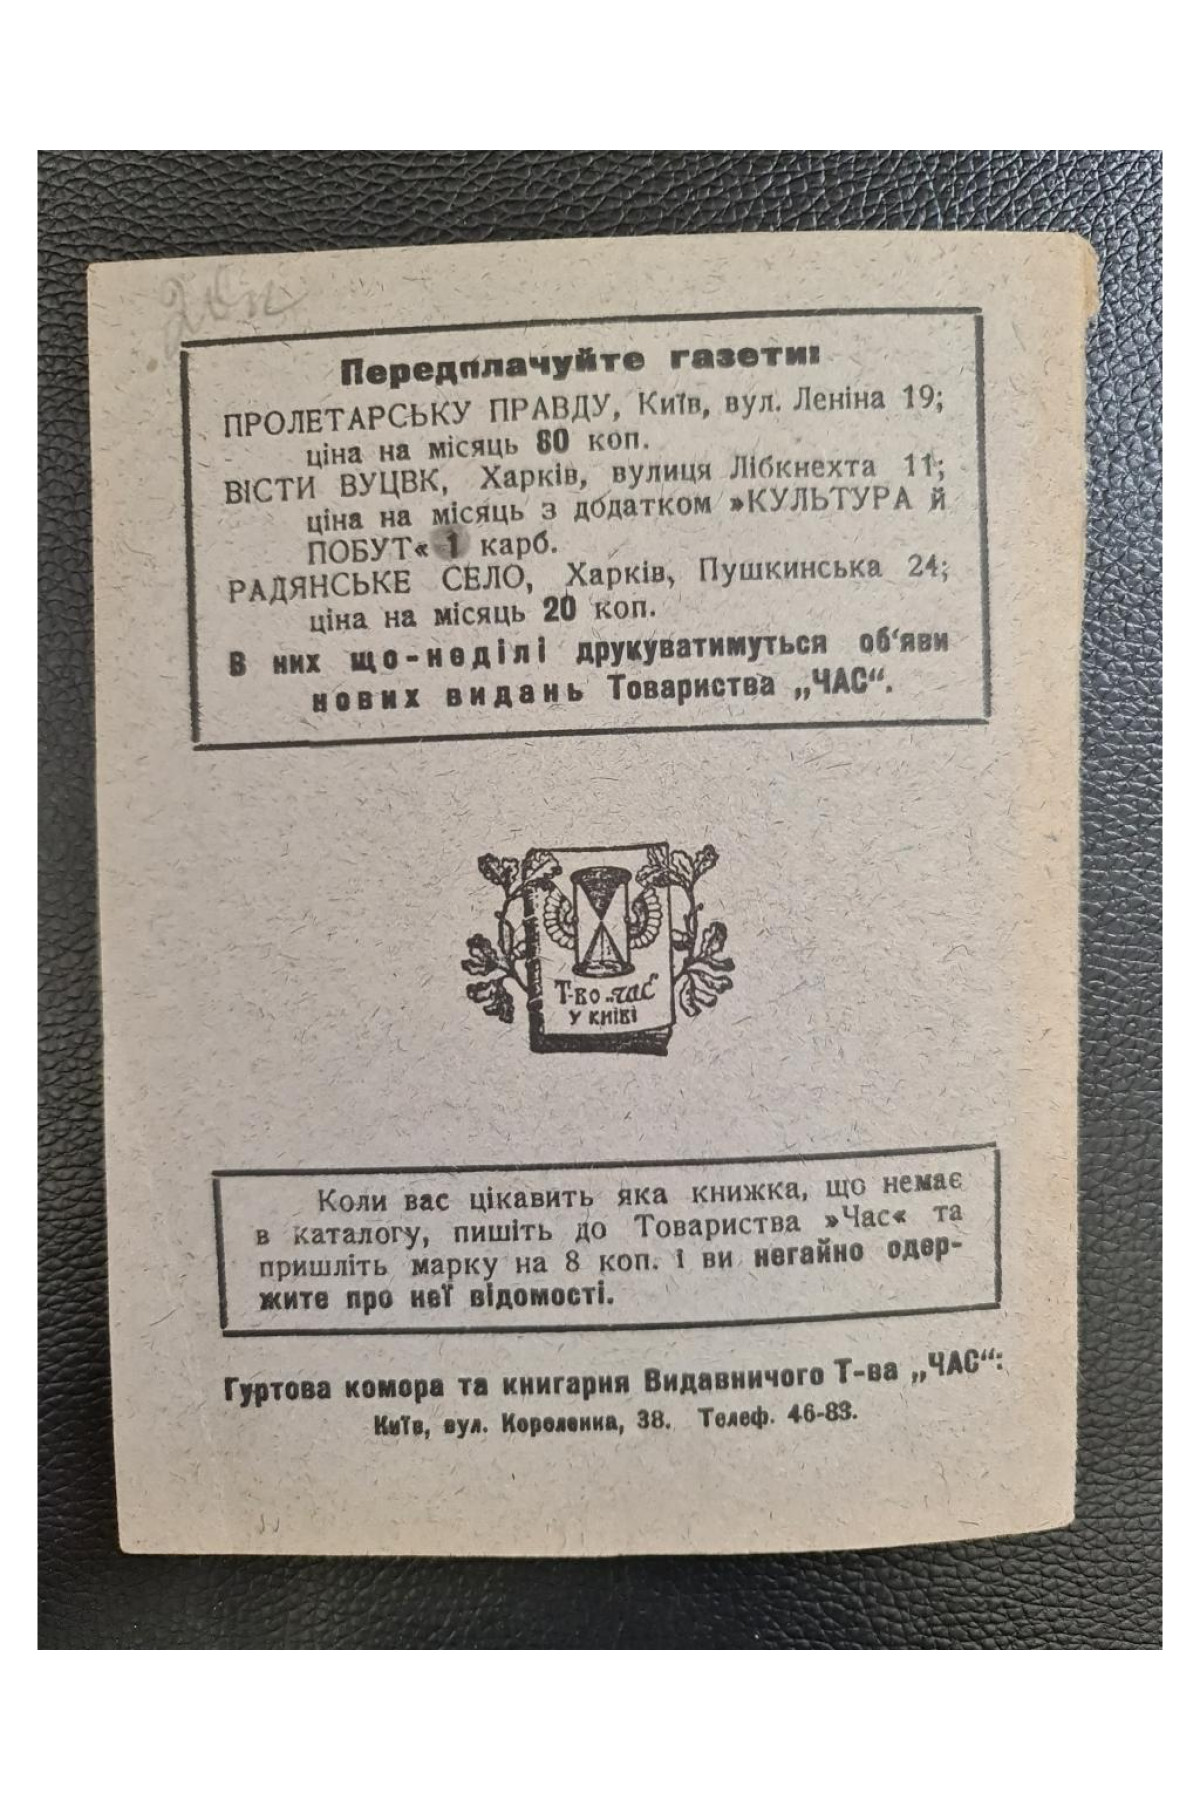 Передплачуйте газети:
ПРОЛЕТАРСЬКУ ПРАВДУ, Київ, вул. Леніна 19;
ціна на місяць 80 коп.
ВІСТИ ВУЦВК, Харків, вулиця Лібкнехта 11;
ціна на місяць з додатком »КУЛЬТУРА й
ПОБУТ« 1 карб.
РАДЯНСЬКЕ СЕЛО, Харків, Пушкинська 24;
ціна на місяць 20 коп.
В них що-неділі друкуватимуться об‘яви
нових видань Товариства „ЧАС“.
Т-во „ЧАС“
У КИЇВІ
Коли вас цікавить яка книжка, що немає
в каталогу, пишіть до Товариства »Час« та
пришліть марку на 8 коп. і ви негайно одер-
жите про неї відомості.
Гуртова комора та книгарня Видавничого Т-ва „ЧАС“:
Київ, вул. Короленка, 38. Телеф. 46-83.